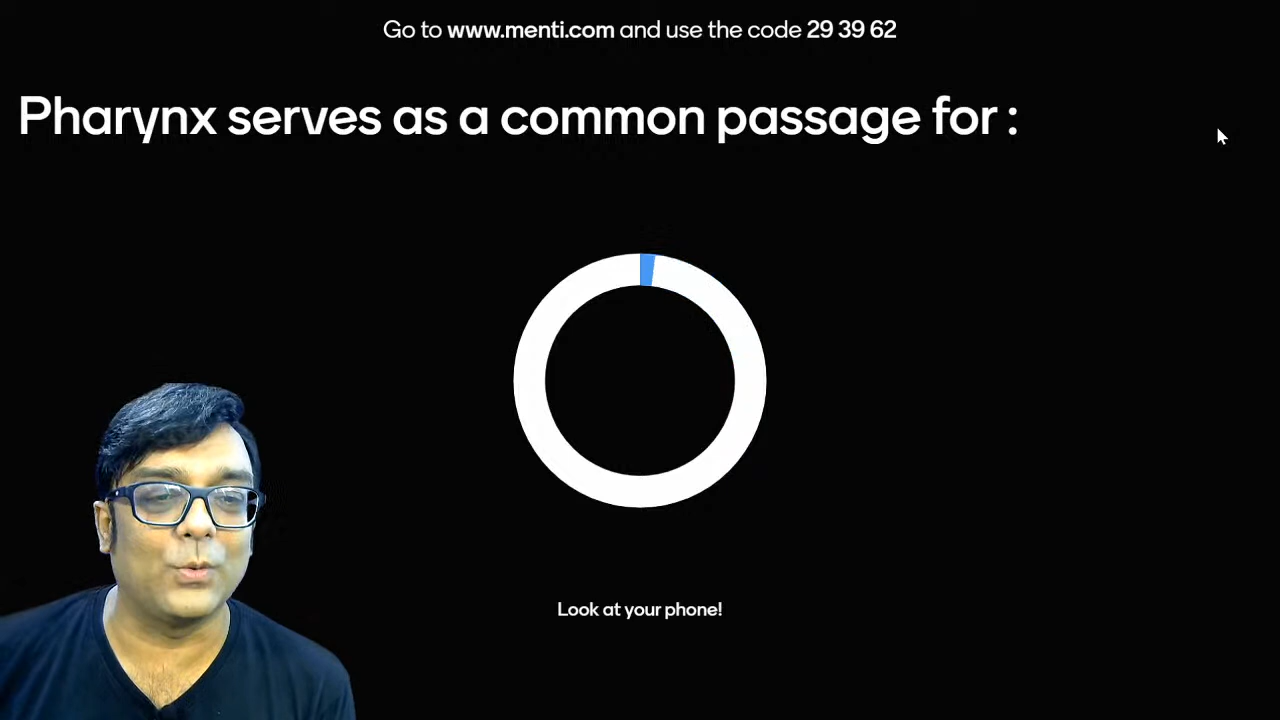 Go to www.menti.com and use the code 29 39 62
Pharynx serves as a common passage for :
Look at your phone!